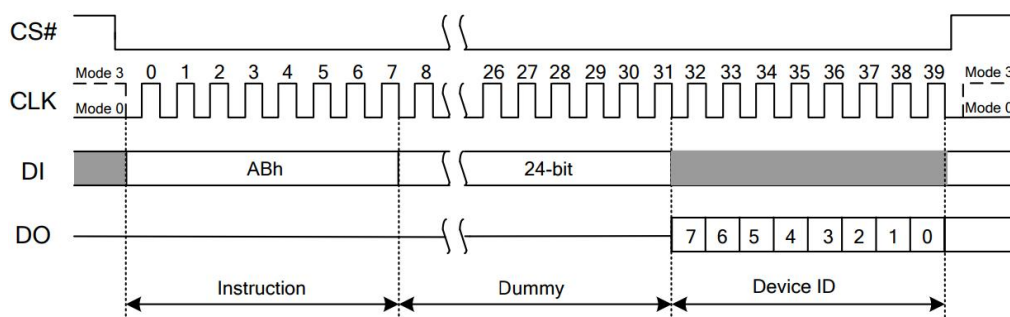 CS#
Mode 3 0 1 2 3 4 5 6 7 8 26 27 28 29 30 31 32 33 34 35 36 37 38 39 Mode 3
CLK
Mode 0 Mode 0
DI ABh 24-bit
DO 7 6 5 4 3 2 1 0
Instruction Dummy Device ID